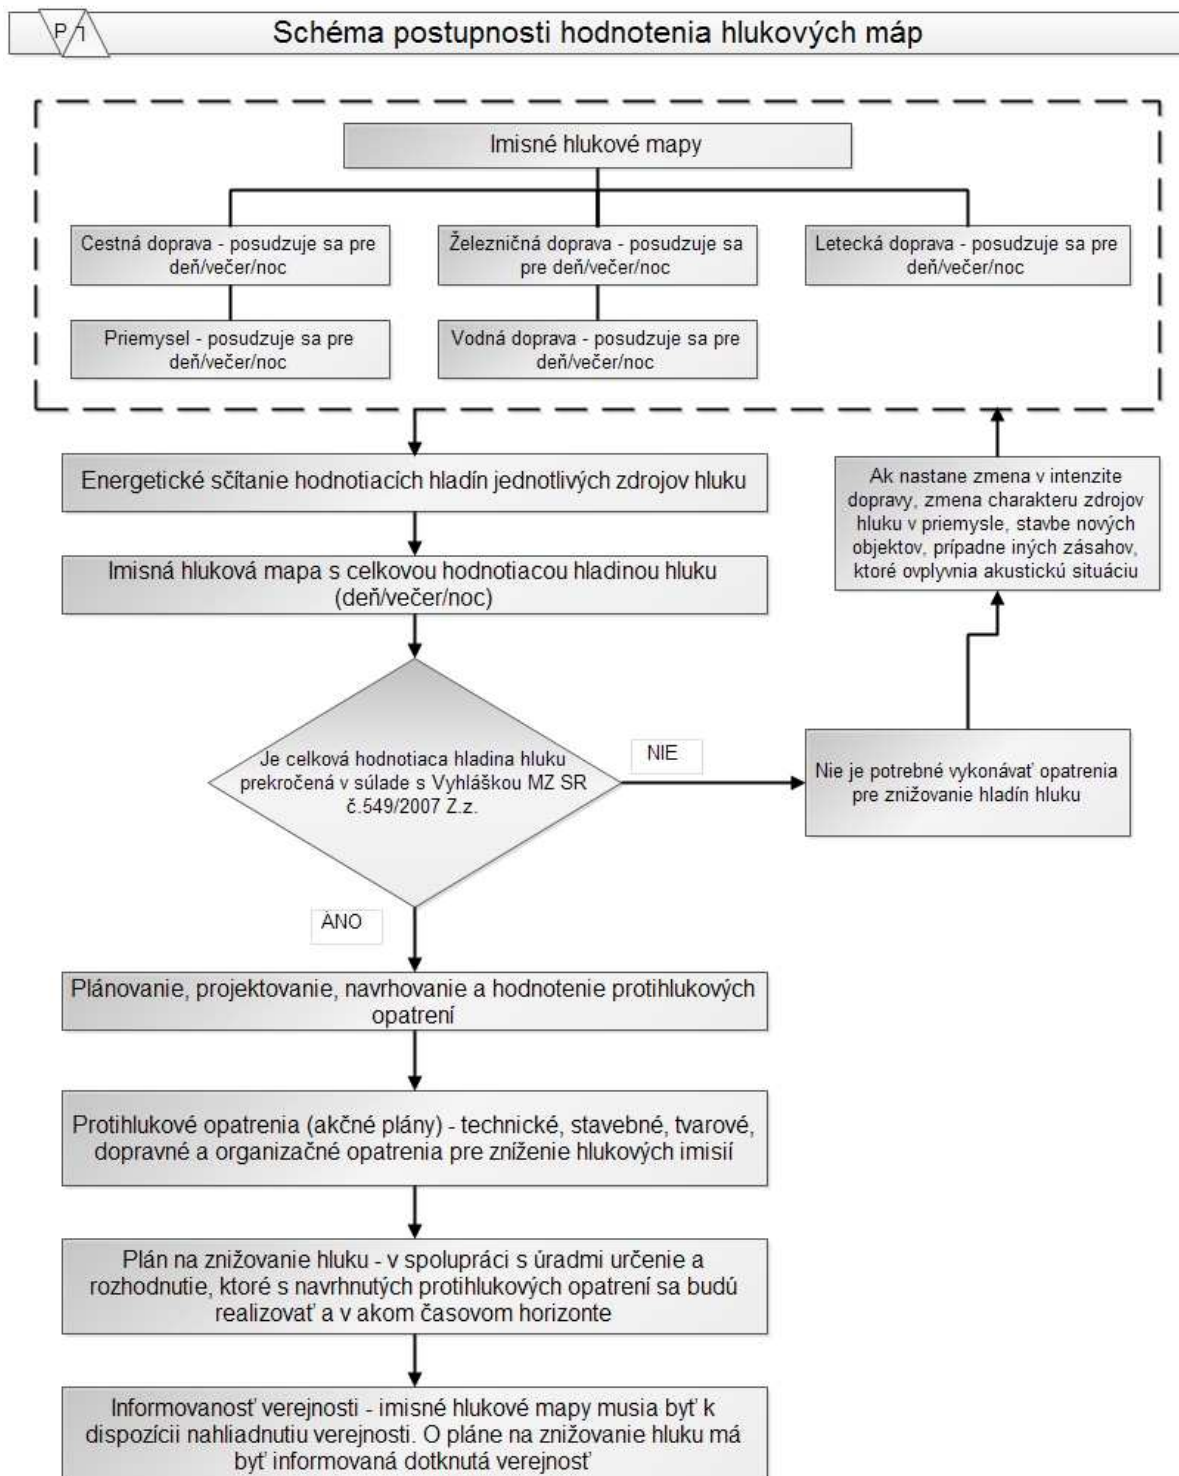 Schéma postupnosti hodnotenia hlukových máp
Imisné hlukové mapy
Cestná doprava - posudzuje sa pre
deň/večer/noc
Železničná doprava - posudzuje sa
pre deň/večer/noc
Letecká doprava - posudzuje sa pre
deň/večer/noc
Priemysel - posudzuje sa pre
deň/večer/noc
Vodná doprava - posudzuje sa pre
deň/večer/noc
Energetické sčítanie hodnotiacích hladín jednotlivých zdrojov hluku
Ak nastane zmena v intenzite
dopravy, zmena charakteru zdrojov
hluku v priemysle, stavbe nových
objektov, prípadne iných zásahov,
ktoré ovplyvnia akustickú situáciu
Imisná hluková mapa s celkovou hodnotiacou hladinou hluku
(deň/večer/noc)
Je celková hodnotiaca hladina hluku
prekročená v súlade s Vyhláškou MZ SR
č.549/2007 Z.z.
NIE
Nie je potrebné vykonávať opatrenia
pre znižovanie hladín hluku
ÁNO
Plánovanie, projektovanie, navrhovanie a hodnotenie protihlukových
opatrení
Protihlukové opatrenia (akčné plány) - technické, stavebné, tvarové,
dopravné a organizačné opatrenia pre zníženie hlukových imisií
Plán na znižovanie hluku - v spolupráci s úradmi určenie a
rozhodnutie, ktoré s navrhnutých protihlukových opatrení sa budú
realizovať a v akom časovom horizonte
Informovanosť verejnosti - imisné hlukové mapy musia byť k
dispozícii nahliadnutiu verejnosti. O pláne na znižovanie hluku má
byť informovaná dotknutá verejnosť